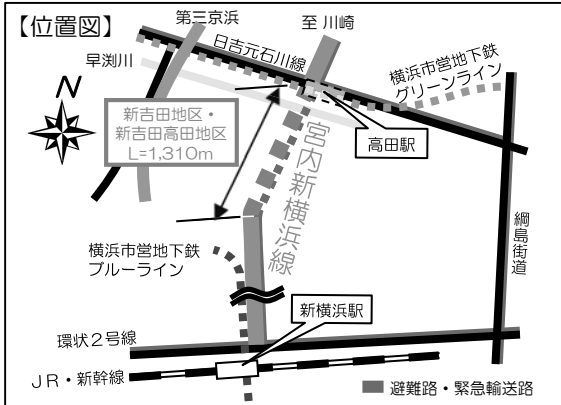 【位置図】
第三京浜
至 川崎
日吉元石川線
早渕川
横浜市営地下鉄
グリーンライン
N
新吉田地区・
新吉田高田地区
L=1,310m
高田駅
宮内新横浜線
綱島街道
横浜市営地下鉄
ブルーライン
新横浜駅
環状2号線
JR・新幹線
避難路・緊急輸送路